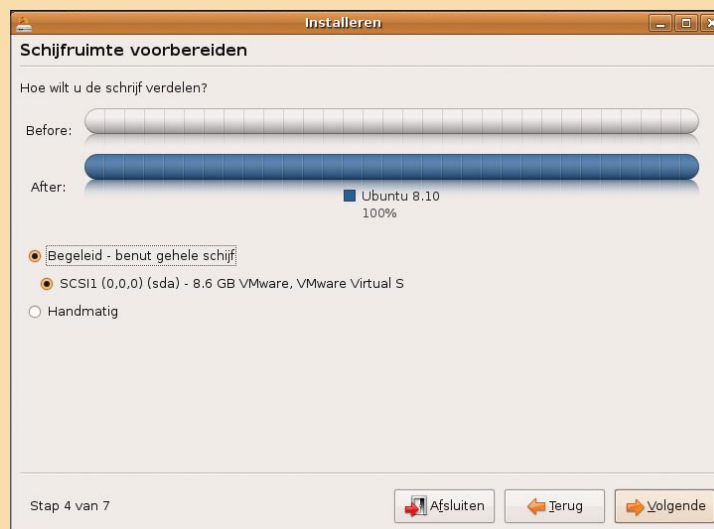 Installeren
Schijfruimte voorbereiden
Hoe wilt u de schrijf verdelen?
Before:
After:
Ubuntu 8.10
100%
Begeleid - benut gehele schijf
SCSI1 (0,0,0) (sda) - 8.6 GB VMware, VMware Virtual S
Handmatig
Stap 4 van 7
Afsluiten
Terug
Volgende